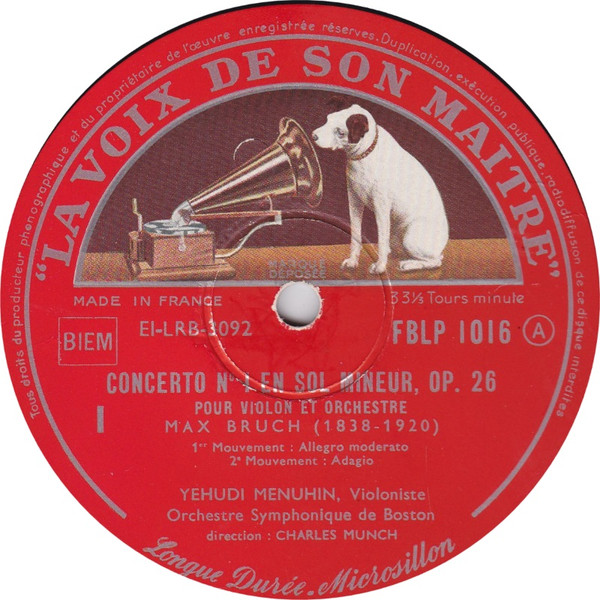 Tous droits du producteur phonographique et du propriétaire de l'œuvre enregistrée réservés. Duplication, exécution publique, radiodiffusion de ce disque interdites
"LA VOIX DE SON MAITRE"
MARQUE
DÉPOSÉE
MADE IN FRANCE
33⅓ Tours minute
BIEM
EI-LRB-3092
FBLP 1016 A
CONCERTO Nº 1 EN SOL MINEUR, OP. 26
I
POUR VIOLON ET ORCHESTRE
MAX BRUCH (1838-1920)
1er Mouvement : Allegro moderato
2e Mouvement : Adagio
YEHUDI MENUHIN, Violoniste
Orchestre Symphonique de Boston
direction : CHARLES MUNCH
Longue Durée. Microsillon